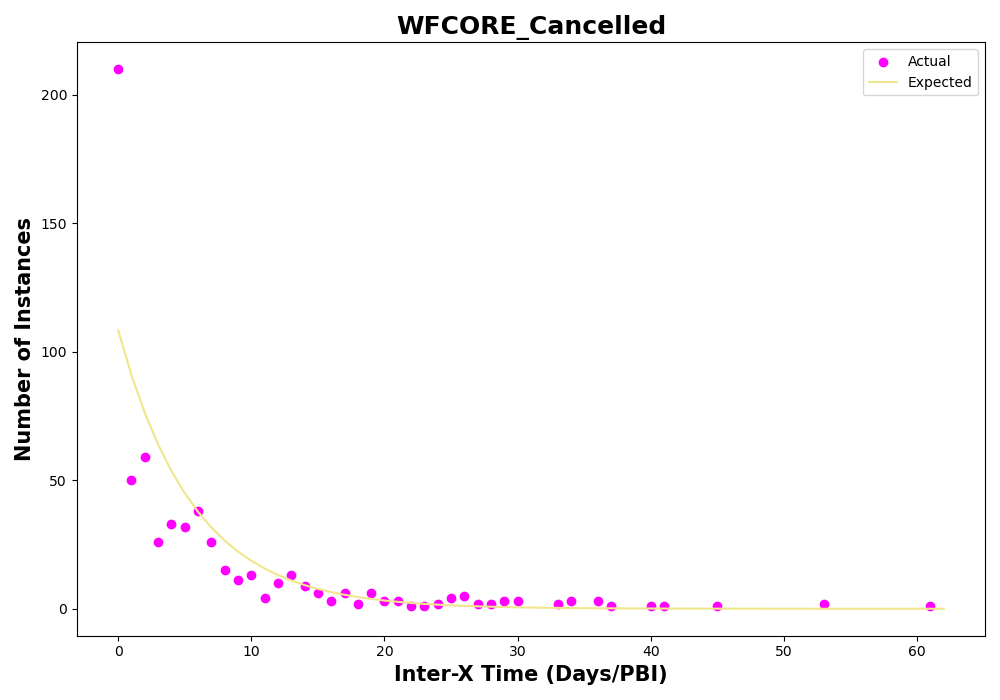 WFCORE_Cancelled
Actual
Expected
Number of Instances
200
150
100
50
0
0 10 20 30 40 50 60
Inter-X Time (Days/PBI)